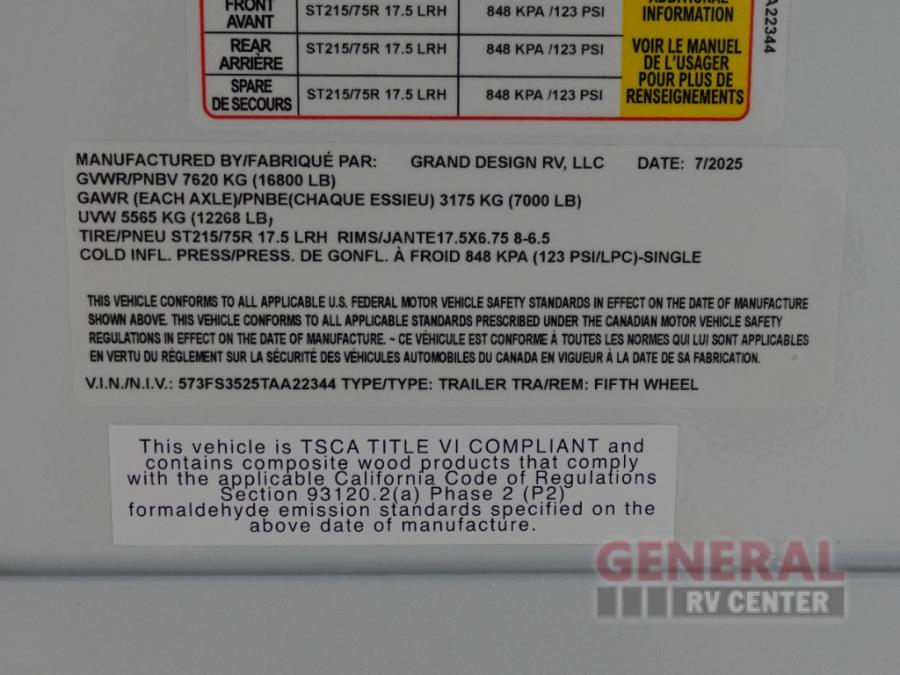 FRONT ST215/75R 17.5 LRH 848 KPA /123 PSI
AVANT
INFORMATION
REAR ST215/75R 17.5 LRH 848 KPA /123 PSI
ARRIÈRE
VOIR LE MANUEL
DE L'USAGER
POUR PLUS DE
RENSEIGNEMENTS
SPARE ST215/75R 17.5 LRH 848 KPA /123 PSI
DE SECOURS
A22344
MANUFACTURED BY/FABRIQUÉ PAR: GRAND DESIGN RV, LLC DATE: 7/2025
GVWR/PNBV 7620 KG (16800 LB)
GAWR (EACH AXLE)/PNBE(CHAQUE ESSIEU) 3175 KG (7000 LB)
UVW 5565 KG (12268 LB)
TIRE/PNEU ST215/75R 17.5 LRH RIMS/JANTE17.5X6.75 8-6.5
COLD INFL. PRESS/PRESS. DE GONFL. À FROID 848 KPA (123 PSI/LPC)-SINGLE
THIS VEHICLE CONFORMS TO ALL APPLICABLE U.S. FEDERAL MOTOR VEHICLE SAFETY STANDARDS IN EFFECT ON THE DATE OF MANUFACTURE
SHOWN ABOVE. THIS VEHICLE CONFORMS TO ALL APPLICABLE STANDARDS PRESCRIBED UNDER THE CANADIAN MOTOR VEHICLE SAFETY
REGULATIONS IN EFFECT ON THE DATE OF MANUFACTURE. ~ CE VÉHICULE EST CONFORME À TOUTES LES NORMES QUI LUI SONT APPLICABLES
EN VERTU DU RÈGLEMENT SUR LA SÉCURITÉ DES VÉHICULES AUTOMOBILES DU CANADA EN VIGUEUR À LA DATE DE SA FABRICATION.
V.I.N./N.I.V.: 573FS3525TAA22344 TYPE/TYPE: TRAILER TRA/REM: FIFTH WHEEL
This vehicle is TSCA TITLE VI COMPLIANT and
contains composite wood products that comply
with the applicable California Code of Regulations
Section 93120.2(a) Phase 2 (P2)
formaldehyde emission standards specified on the
above date of manufacture.
GENERAL
RV CENTER